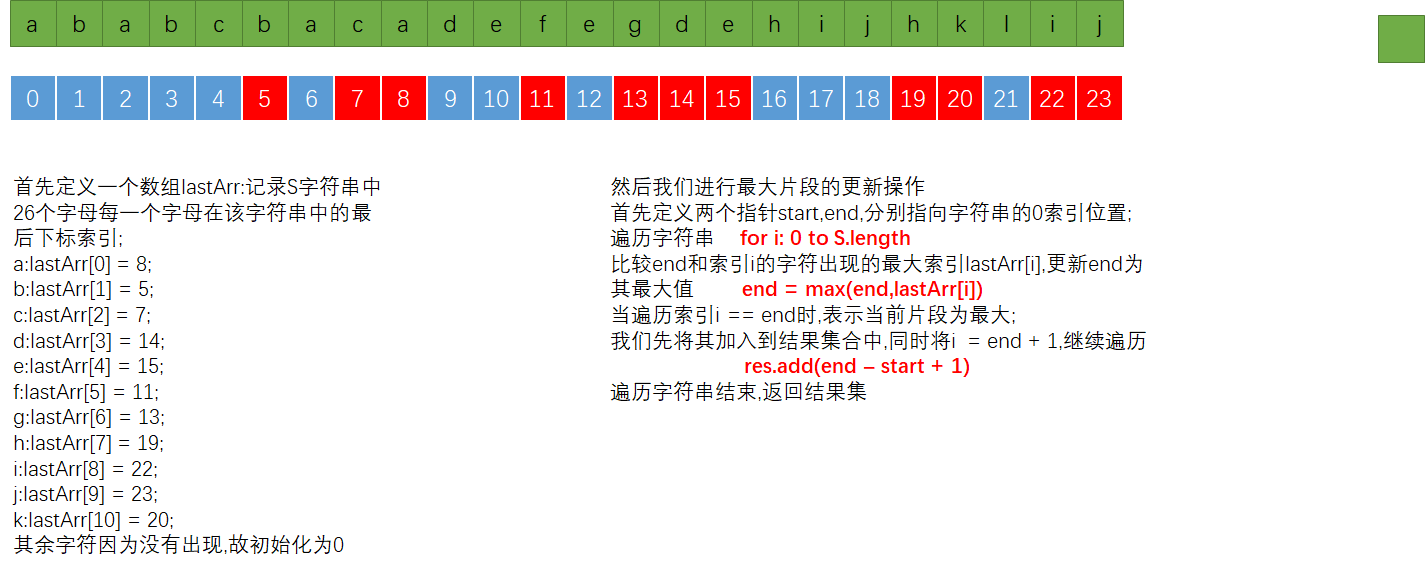 a b a b c b a c a d e f e g d e h i j h k l i j
0 1 2 3 4 5 6 7 8 9 10 11 12 13 14 15 16 17 18 19 20 21 22 23
首先定义一个数组lastArr:记录S字符串中
26个字母每一个字母在该字符串中的最
后下标索引;
a:lastArr[0] = 8;
b:lastArr[1] = 5;
c:lastArr[2] = 7;
d:lastArr[3] = 14;
e:lastArr[4] = 15;
f:lastArr[5] = 11;
g:lastArr[6] = 13;
h:lastArr[7] = 19;
i:lastArr[8] = 22;
j:lastArr[9] = 23;
k:lastArr[10] = 20;
其余字符因为没有出现,故初始化为0
然后我们进行最大片段的更新操作
首先定义两个指针start,end,分别指向字符串的0索引位置;
遍历字符串 for i: 0 to S.length
比较end和索引i的字符出现的最大索引lastArr[i],更新end为
其最大值 end = max(end,lastArr[i])
当遍历索引i == end时,表示当前片段为最大;
我们先将其加入到结果集合中,同时将i = end + 1,继续遍历
res.add(end – start + 1)
遍历字符串结束,返回结果集